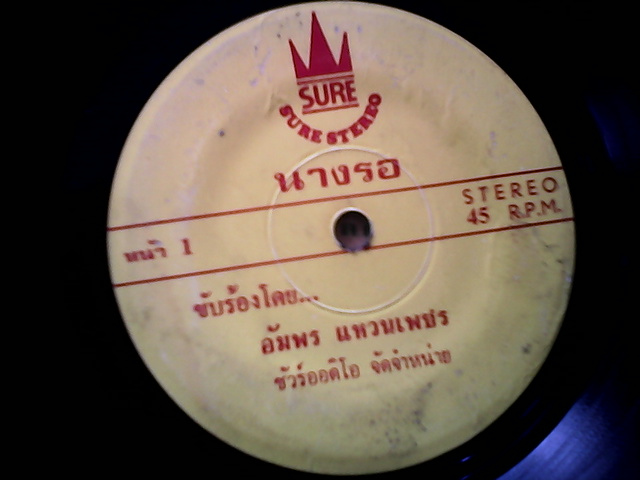 SURE
SURE STEREO
นางรอ
STEREO
45 R.P.M.
หน้า 1
ขับร้องโดย...
อัมพร แหวนเพชร
ชัวร์ออดิโอ จัดจำหน่าย